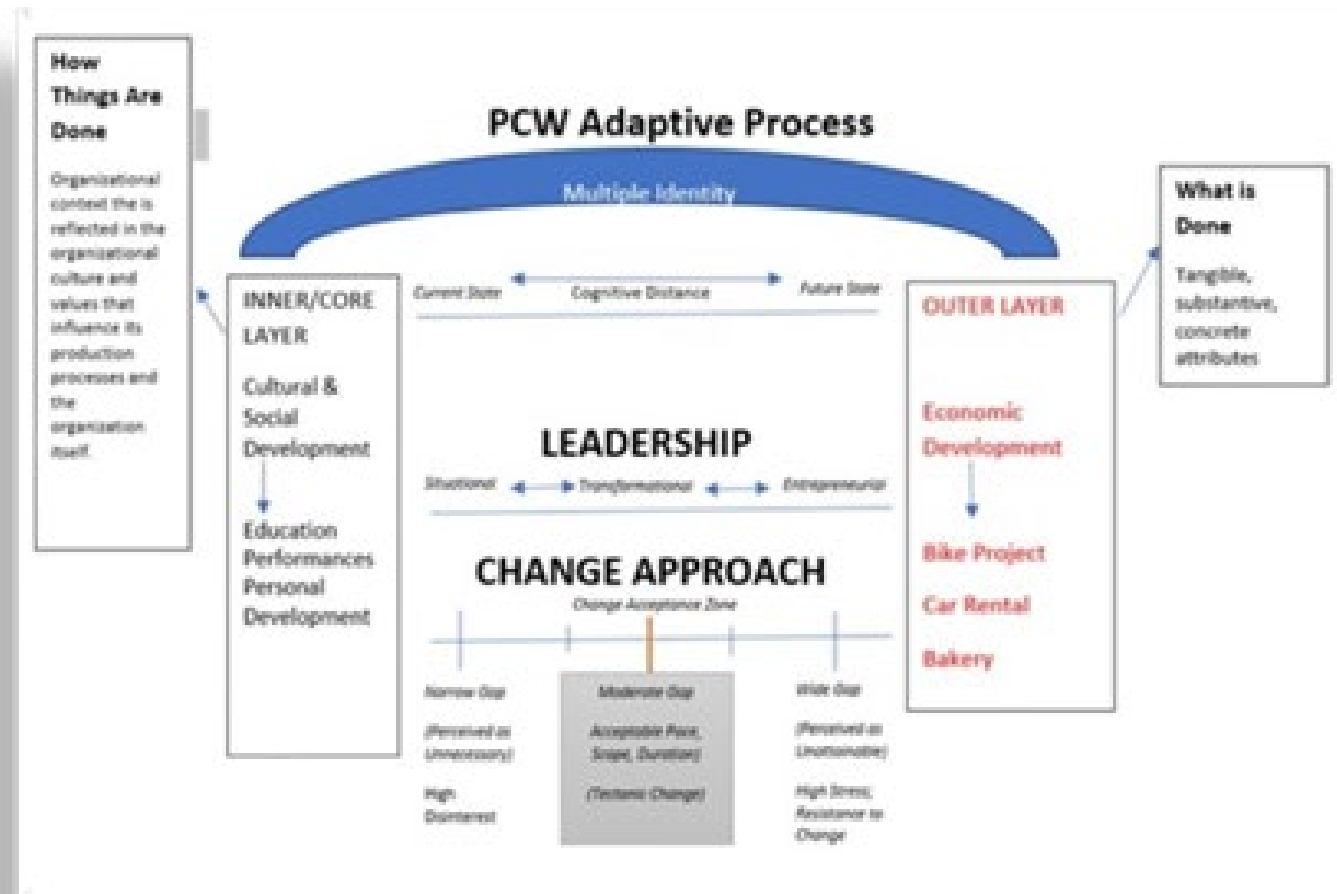 How
Things Are
Done
Organizational
context the is
reflected in the
organizational
culture and
values that
influence its
production
processes and
the
organization
itself.
PCW Adaptive Process
Multiple Identity
What is
Done
Tangible,
substantive,
concrete
attributes
INNER/CORE
LAYER
Cultural &
Social
Development
Education
Performances
Personal
Development
Current State
Cognitive Distance
Future State
LEADERSHIP
Situational
Transformational
Entrepreneurial
CHANGE APPROACH
Change Acceptance Zone
Narrow Gap
(Perceived as
Unnecessary)
High
Disinterest
Moderate Gap
Acceptable Pace,
Scope, Duration)
(Tectonic Change)
Wide Gap
(Perceived as
Unattainable)
High Stress;
Resistance to
Change
OUTER LAYER
Economic
Development
Bike Project
Car Rental
Bakery